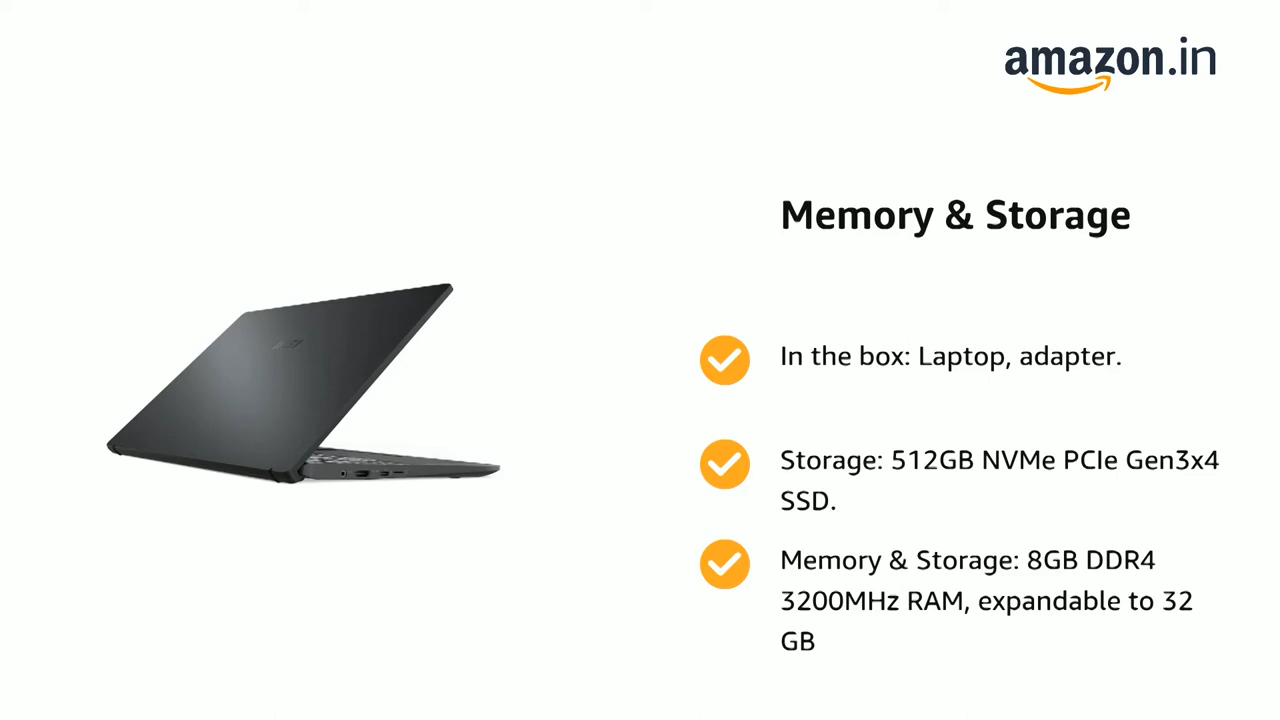 amazon.in
Memory & Storage
In the box: Laptop, adapter.
Storage: 512GB NVMe PCIe Gen3x4
SSD.
Memory & Storage: 8GB DDR4
3200MHz RAM, expandable to 32
GB